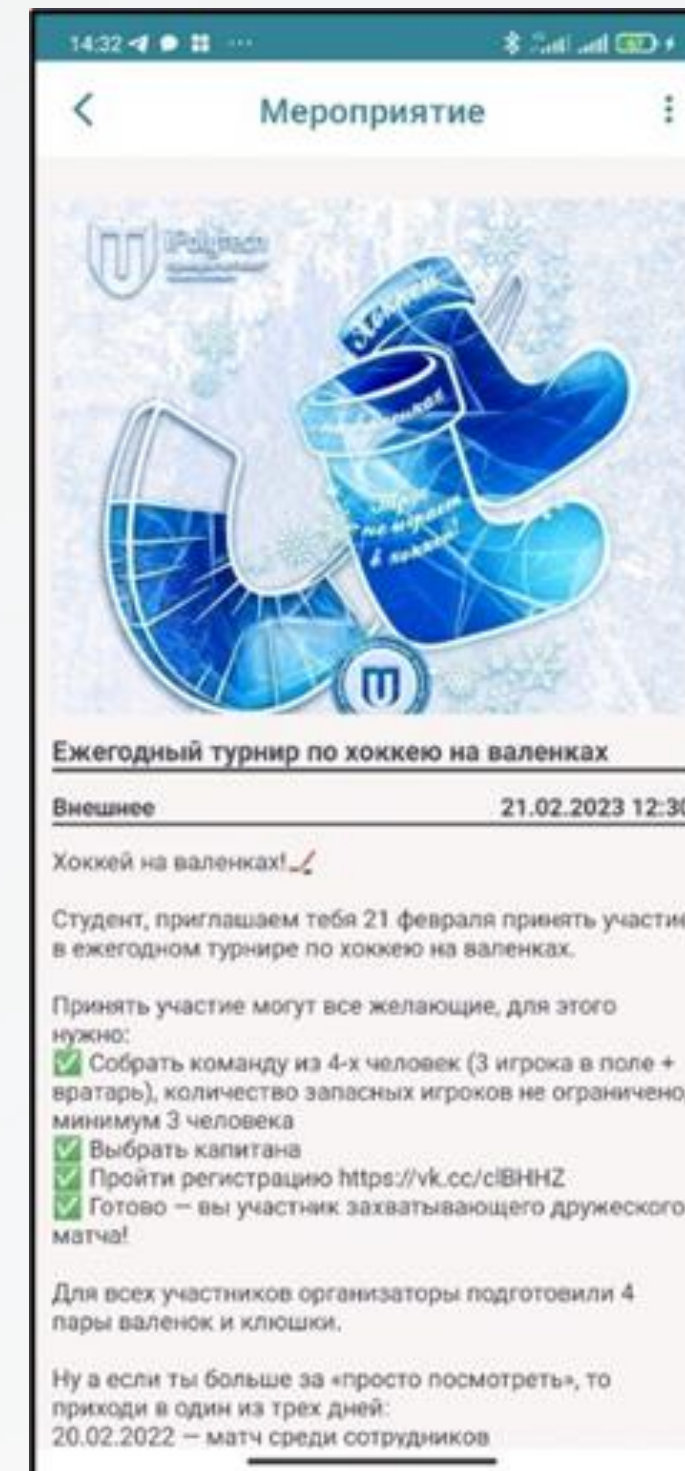 14:32
Мероприятие
Хоккей
Трус
не играет
в хоккей!
Ежегодный турнир по хоккею на валенках
Внешнее 21.02.2023 12:30
Хоккей на валенках!
Студент, приглашаем тебя 21 февраля принять участие
в ежегодном турнире по хоккею на валенках.
Принять участие могут все желающие, для этого
нужно:
✅ Собрать команду из 4-х человек (3 игрока в поле +
вратарь), количество запасных игроков не ограничено
минимум 3 человека
✅ Выбрать капитана
✅ Пройти регистрацию https://vk.cc/clBHHZ
✅ Готово — вы участник захватывающего дружеского
матча!
Для всех участников организаторы подготовили 4
пары валенок и клюшки.
Ну а если ты больше за «просто посмотреть», то
приходи в один из трех дней:
20.02.2022 — матч среди сотрудников